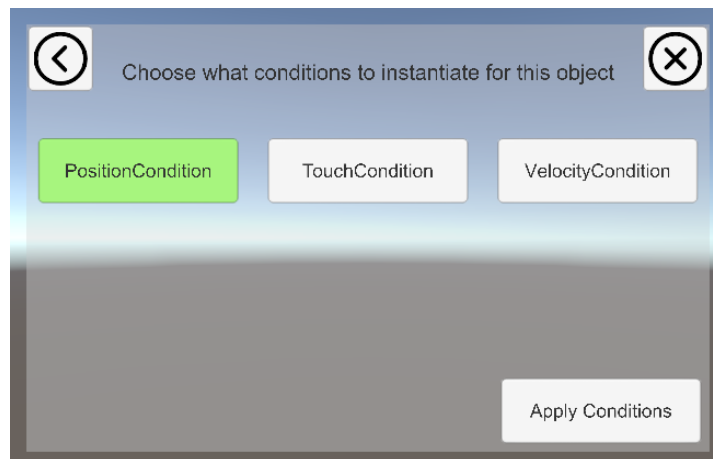 Choose what conditions to instantiate for this object
PositionCondition
TouchCondition
VelocityCondition
Apply Conditions